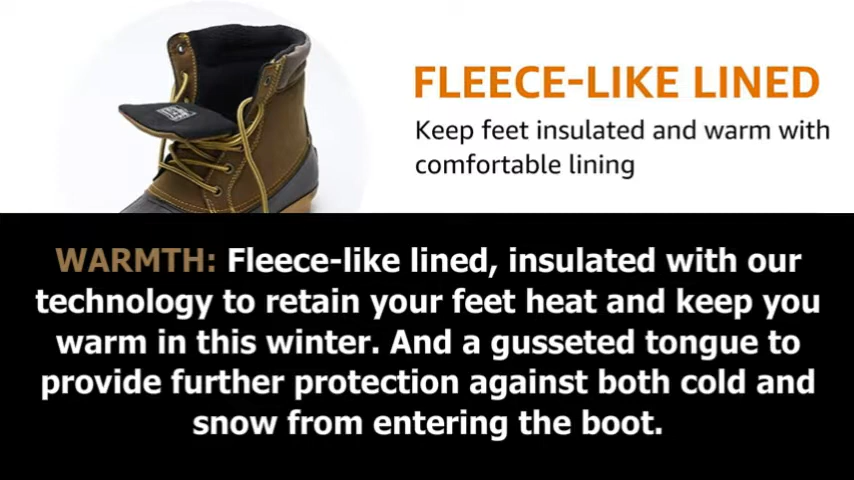 FLEECE-LIKE LINED
Keep feet insulated and warm with
comfortable lining
WARMTH: Fleece-like lined, insulated with our
technology to retain your feet heat and keep you
warm in this winter. And a gusseted tongue to
provide further protection against both cold and
snow from entering the boot.